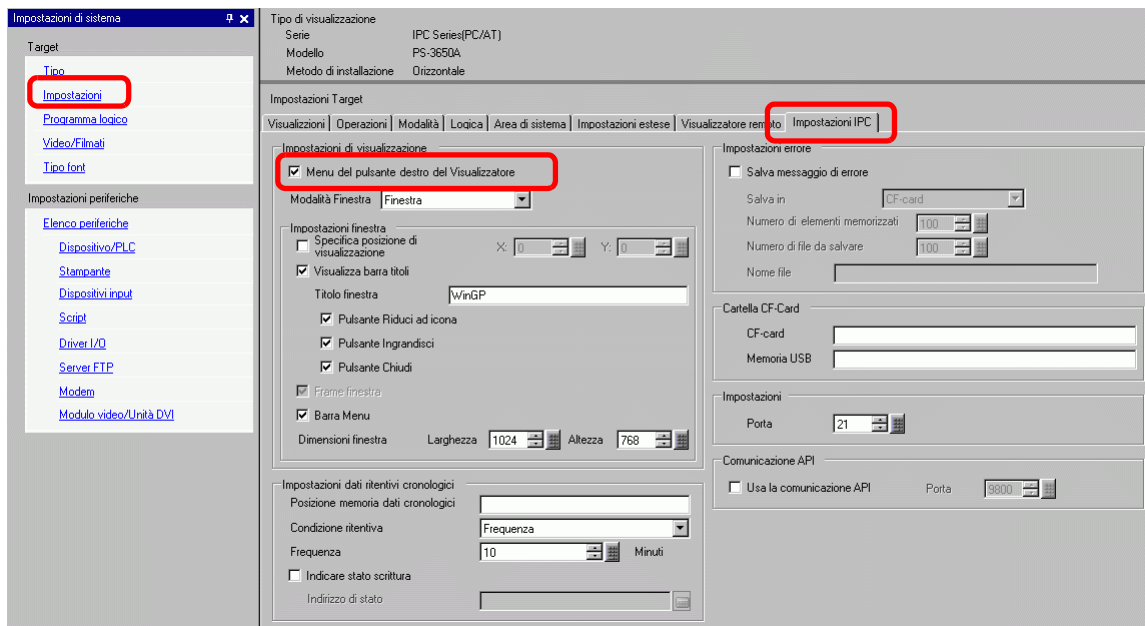 Impostazioni di sistema
Target
Tipo
Impostazioni
Programma logico
Video/Filmati
Tipo font
Impostazioni periferiche
Elenco periferiche
Dispositivo/PLC
Stampante
Dispositivi input
Script
Driver I/O
Server FTP
Modem
Modulo video/Unità DVI
Tipo di visualizzazione
Serie IPC Series(PC/AT)
Modello PS-3650A
Metodo di installazione Orizzontale
Impostazioni Target
Visualizzioni Operazioni Modalità Logica Area di sistema Impostazioni estese Visualizzatore remoto Impostazioni IPC
Impostazioni di visualizzazione
Menu del pulsante destro del Visualizzatore
Modalità Finestra Finestra
Impostazioni finestra
Specifica posizione di
visualizzazione X: 0 Y: 0
Visualizza barra titoli
Titolo finestra WinGP
Pulsante Riduci ad icona
Pulsante Ingrandisci
Pulsante Chiudi
Frame finestra
Barra Menu
Dimensioni finestra Larghezza 1024 Altezza 768
Impostazioni dati ritentivi cronologici
Posizione memoria dati cronologici
Condizione ritentiva Frequenza
Frequenza 10 Minuti
Indicare stato scrittura
Indirizzo di stato
Impostazioni errore
Salva messaggio di errore
Salva in CF-card
Numero di elementi memorizzati 100
Numero di file da salvare 100
Nome file
Cartella CF-Card
CF-card
Memoria USB
Impostazioni
Porta 21
Comunicazione API
Usa la comunicazione API Porta 9800